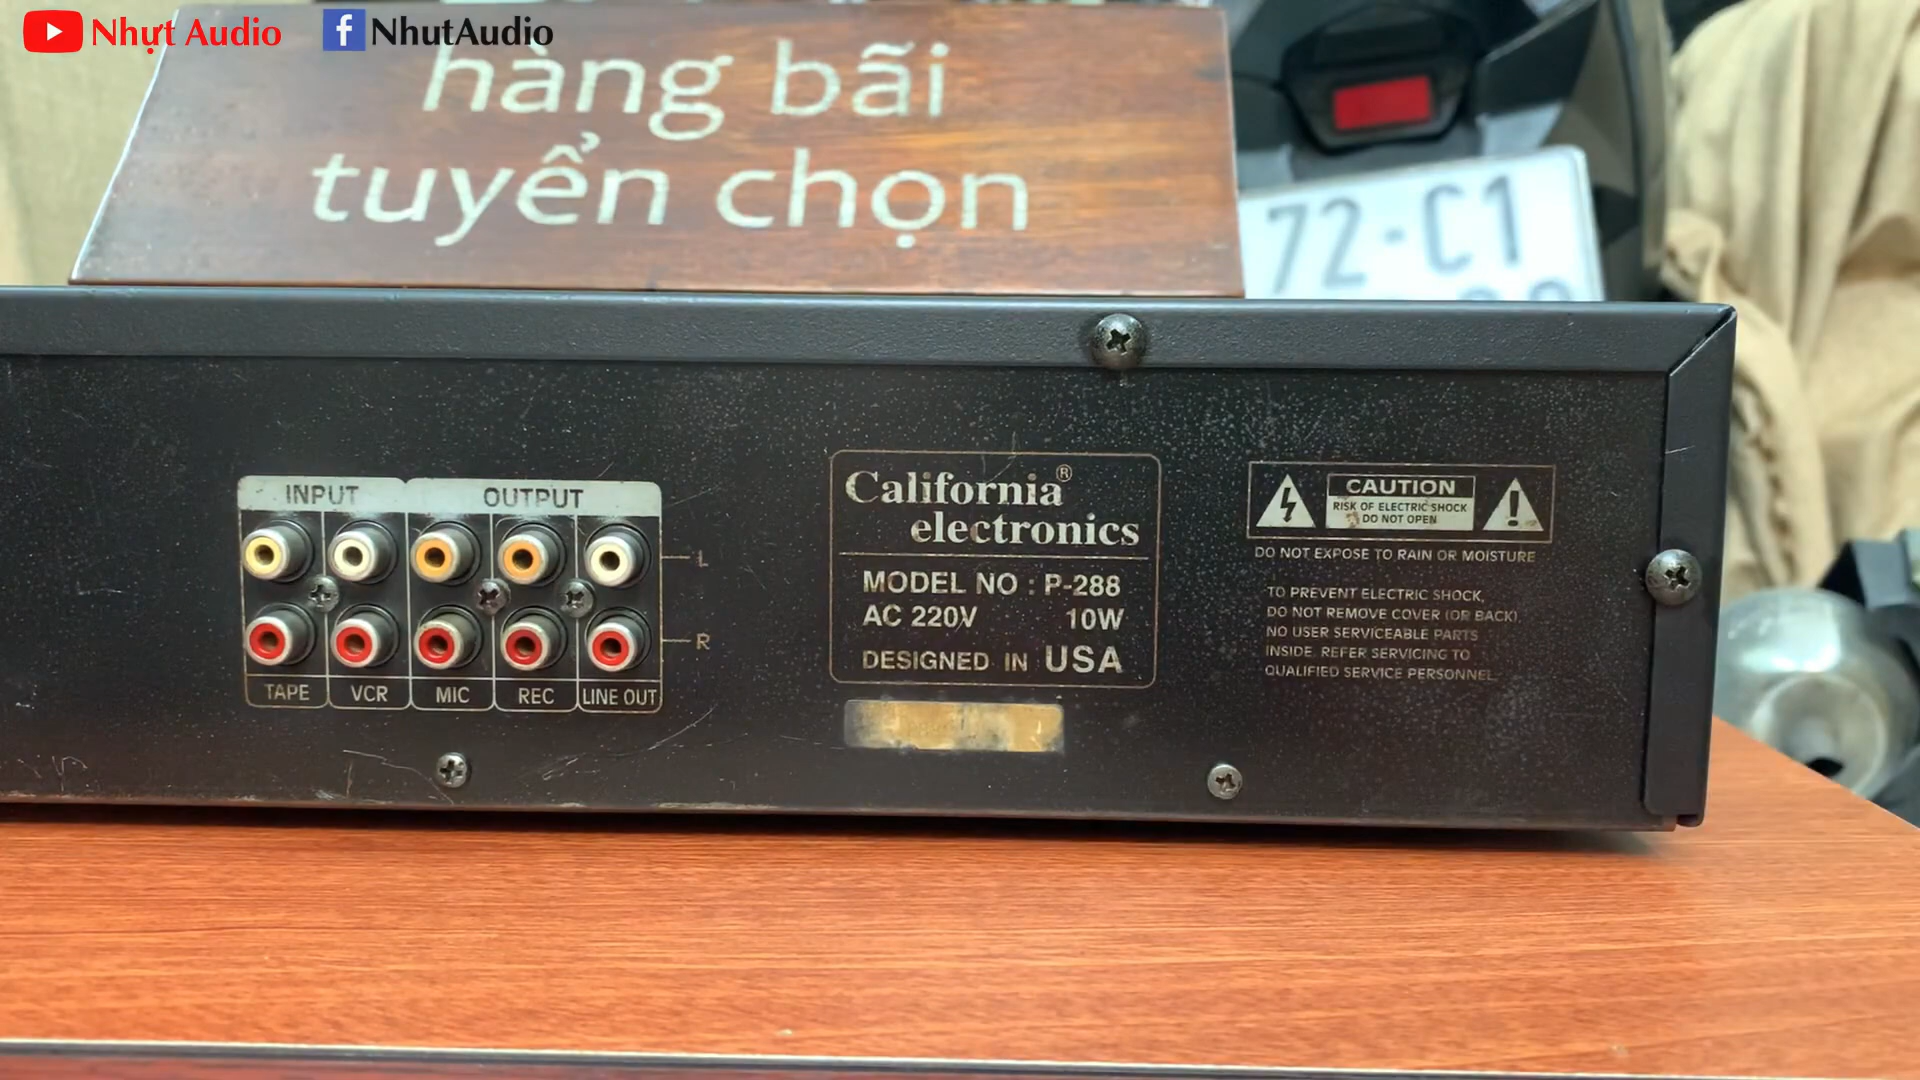 Nhựt Audio
NhutAudio
hàng bãi
tuyển chọn
72-C1
INPUT
OUTPUT
L
R
TAPE
VCR
MIC
REC
LINE OUT
California®
electronics
MODEL NO : P-288
AC 220V 10W
DESIGNED IN USA
CAUTION
RISK OF ELECTRIC SHOCK
DO NOT OPEN
DO NOT EXPOSE TO RAIN OR MOISTURE
TO PREVENT ELECTRIC SHOCK,
DO NOT REMOVE COVER (OR BACK)
NO USER SERVICEABLE PARTS
INSIDE. REFER SERVICING TO
QUALIFIED SERVICE PERSONNEL.